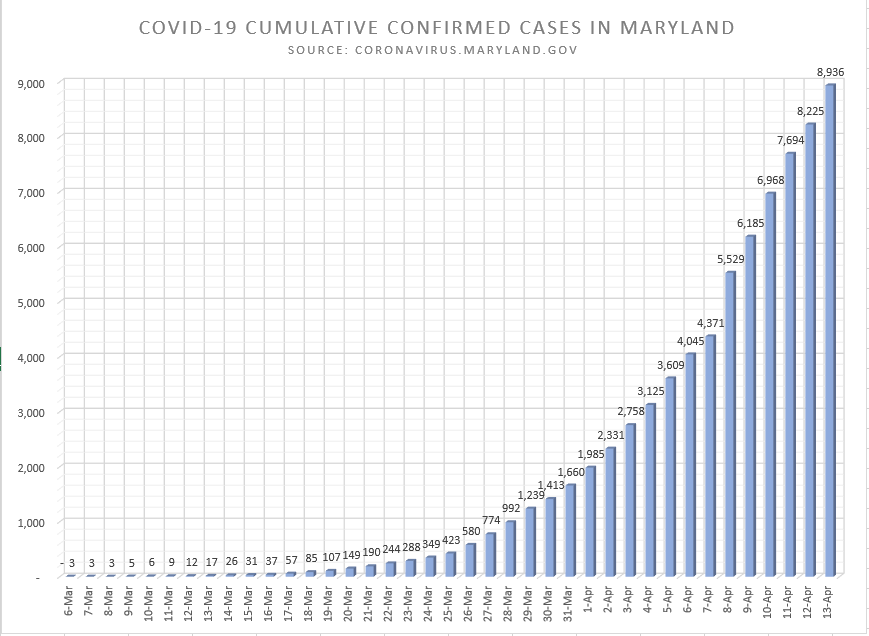 COVID-19 CUMULATIVE CONFIRMED CASES IN MARYLAND
SOURCE: CORONAVIRUS.MARYLAND.GOV
9,000
8,000
7,000
6,000
5,000
4,000
3,000
2,000
1,000
-
- 3
3
3
5
6
9
12
17
26
31
37
57
85
107
149
190
244
288
349
423
580
774
992
1,239
1,413
1,660
1,985
2,331
2,758
3,125
3,609
4,045
4,371
5,529
6,185
6,968
7,694
8,225
8,936
6-Mar
7-Mar
8-Mar
9-Mar
10-Mar
11-Mar
12-Mar
13-Mar
14-Mar
15-Mar
16-Mar
17-Mar
18-Mar
19-Mar
20-Mar
21-Mar
22-Mar
23-Mar
24-Mar
25-Mar
26-Mar
27-Mar
28-Mar
29-Mar
30-Mar
31-Mar
1-Apr
2-Apr
3-Apr
4-Apr
5-Apr
6-Apr
7-Apr
8-Apr
9-Apr
10-Apr
11-Apr
12-Apr
13-Apr